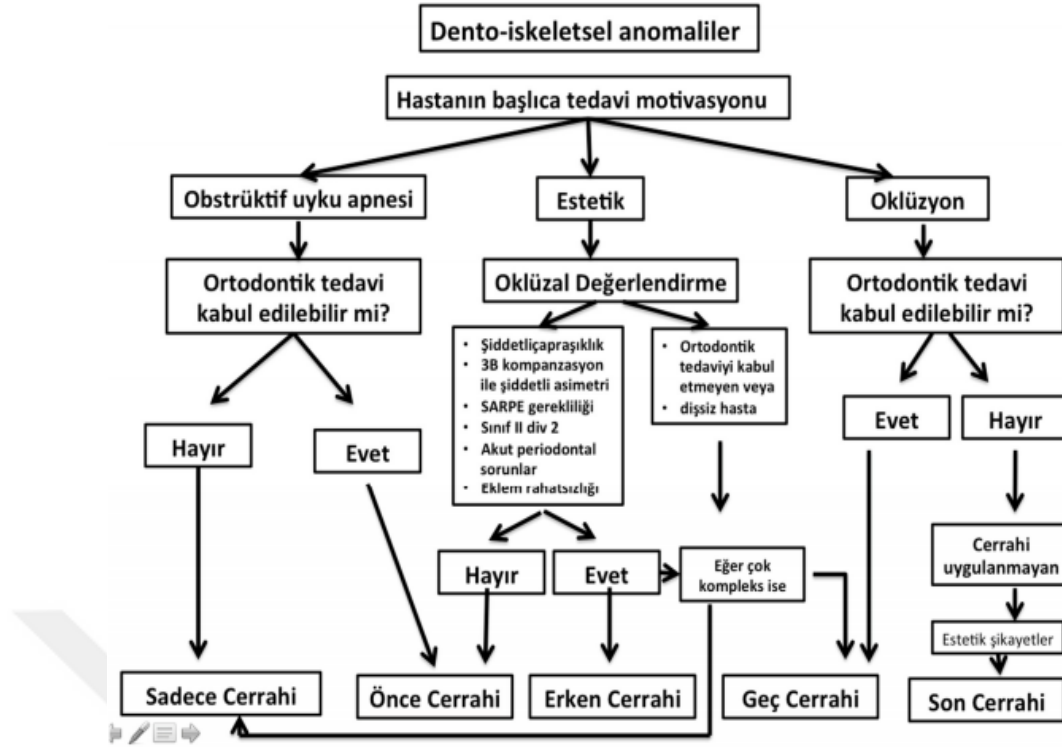 Dento-iskeletsel anomaliler
Hastanın başlıca tedavi motivasyonu
Obstrüktif uyku apnesi
Estetik
Oklüzyon
Ortodontik tedavi
kabul edilebilir mi?
Oklüzal Değerlendirme
Ortodontik tedavi
kabul edilebilir mi?
• Şiddetliçapraşıklık
• 3B kompanzasyon
ile şiddetli asimetri
• SARPE gerekliliği
• Sınıf II div 2
• Akut periodontal
sorunlar
• Eklem rahatsızlığı
• Ortodontik
tedaviyi kabul
etmeyen veya
• dişsiz hasta
Hayır
Evet
Evet
Hayır
Hayır
Evet
Eğer çok
kompleks ise
Cerrahi
uygulanmayan
Estetik şikayetler
Sadece Cerrahi
Önce Cerrahi
Erken Cerrahi
Geç Cerrahi
Son Cerrahi